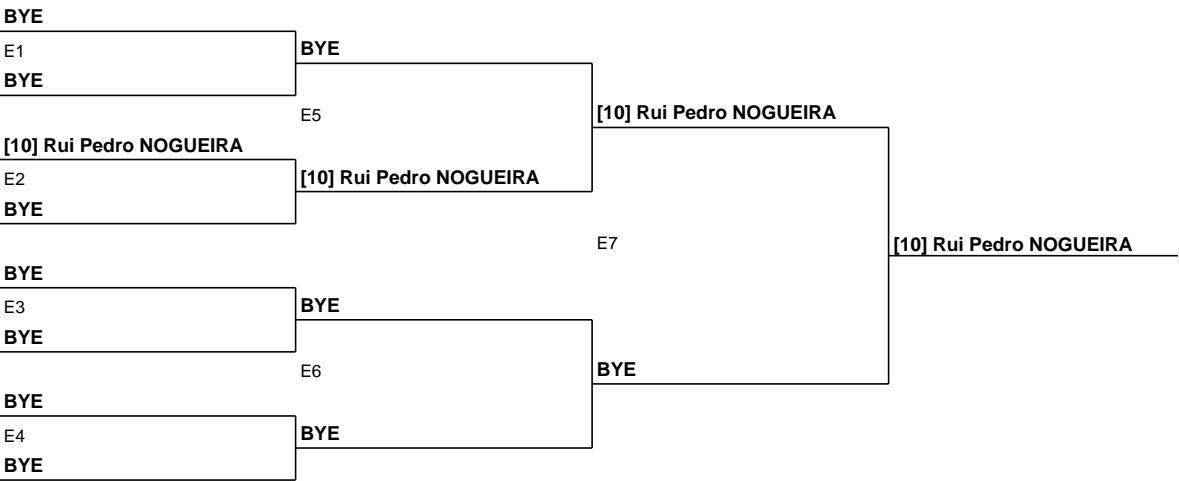 BYE
E1
BYE
BYE
E5
[10] Rui Pedro NOGUEIRA
[10] Rui Pedro NOGUEIRA
E2
[10] Rui Pedro NOGUEIRA
BYE
E7
[10] Rui Pedro NOGUEIRA
BYE
E3
BYE
BYE
E6
BYE
BYE
E4
BYE
BYE